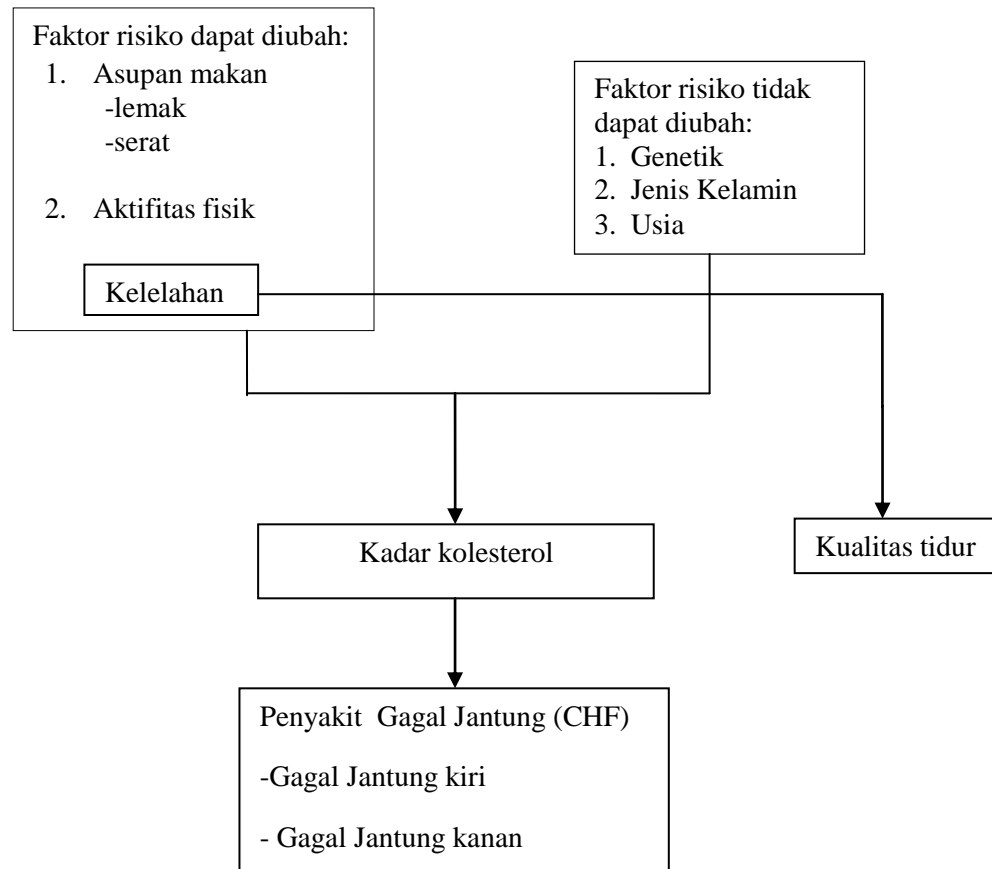 Faktor risiko dapat diubah:
1. Asupan makan
-lemak
-serat
2. Aktifitas fisik
Kelelahan
Faktor risiko tidak
dapat diubah:
1. Genetik
2. Jenis Kelamin
3. Usia
Kadar kolesterol
Kualitas tidur
Penyakit Gagal Jantung (CHF)
-Gagal Jantung kiri
- Gagal Jantung kanan